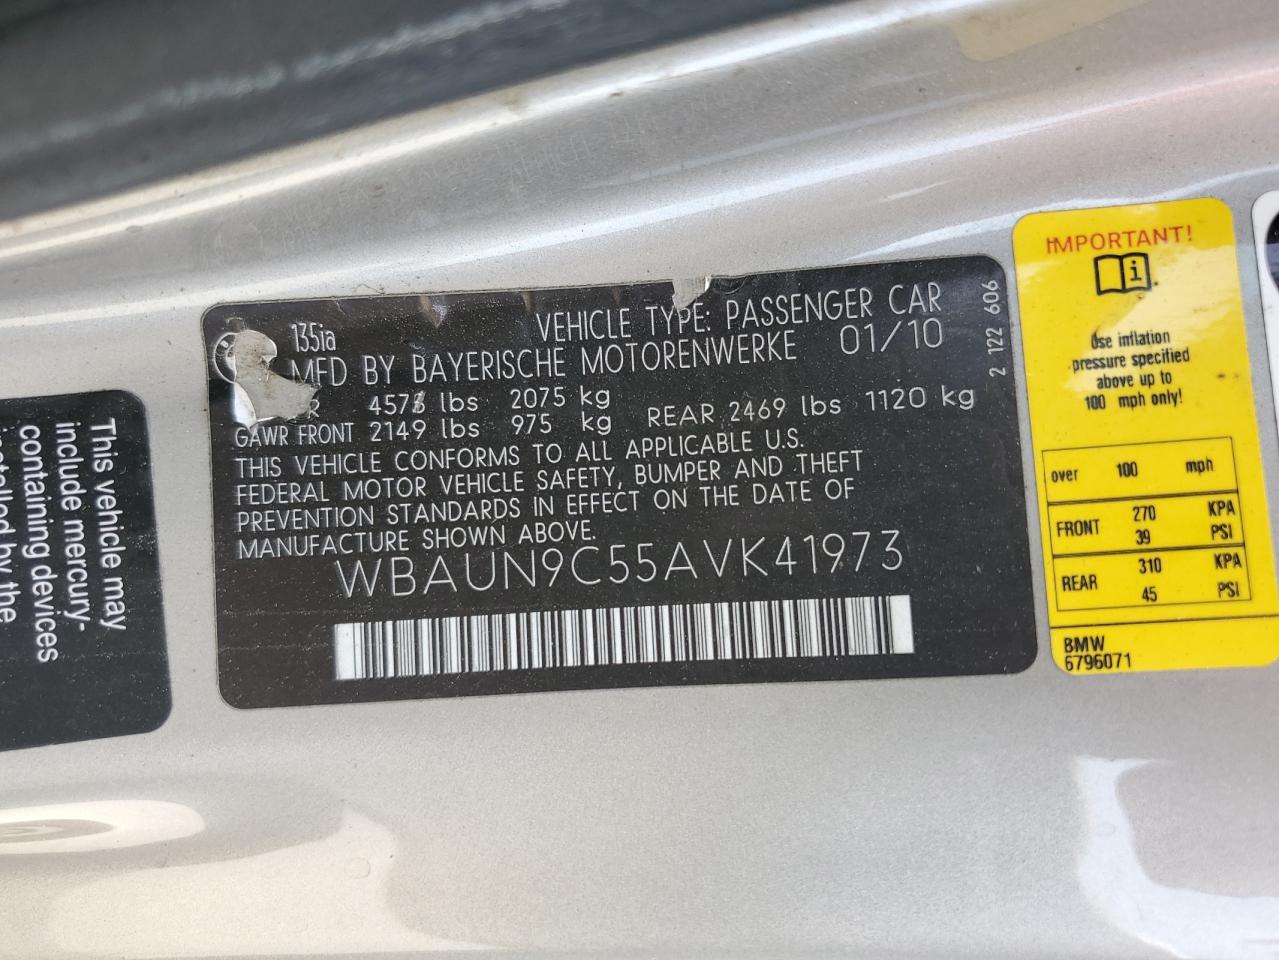 This vehicle may
include mercury-
containing devices
installed by the
135ia
VEHICLE TYPE: PASSENGER CAR
MFD BY BAYERISCHE MOTORENWERKE 01/10
R 4575 lbs 2075 kg
GAWR FRONT 2149 lbs 975 kg REAR 2469 lbs 1120 kg
THIS VEHICLE CONFORMS TO ALL APPLICABLE U.S.
FEDERAL MOTOR VEHICLE SAFETY, BUMPER AND THEFT
PREVENTION STANDARDS IN EFFECT ON THE DATE OF
MANUFACTURE SHOWN ABOVE.
WBAUN9C55AVK41973
2 122 606
IMPORTANT!
Use inflation
pressure specified
above up to
100 mph only!
over 100 mph
FRONT 270 KPA
39 PSI
REAR 310 KPA
45 PSI
BMW
6796071